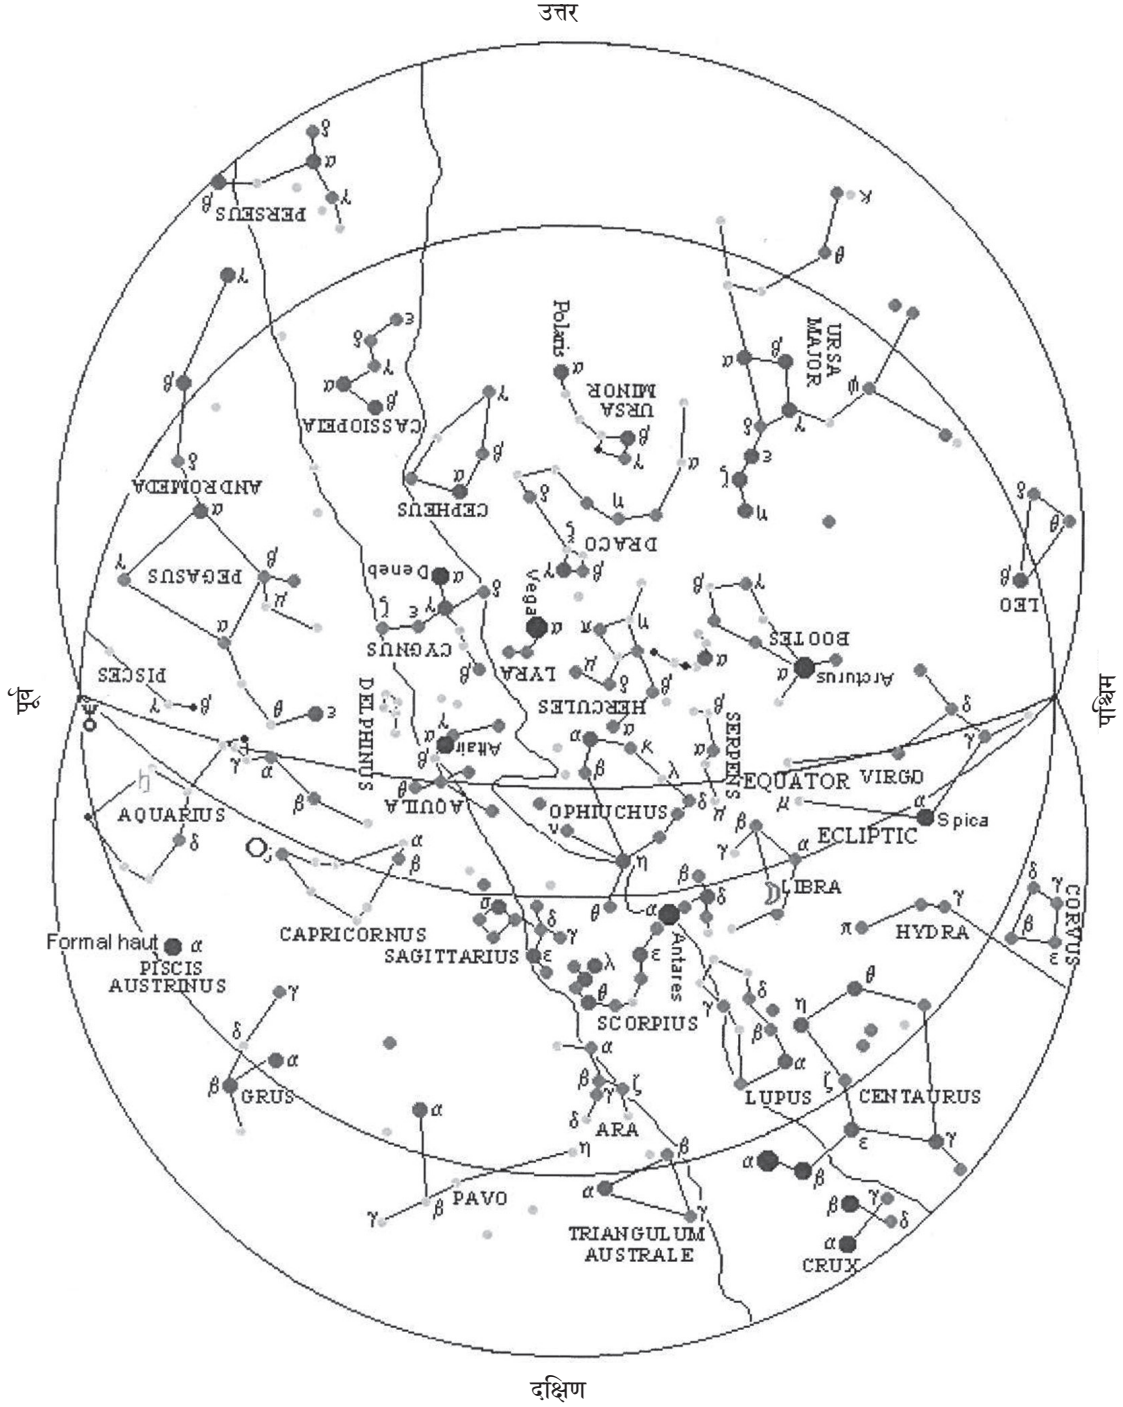 उत्तर
δ
α
β
γ
PERSEUS
κ
θ
γ
ε
δ
γ
α
β
CASSIOPEIA
Polaris α
URSA
MINOR
β
γ
URSA
MAJOR
α
β
δ
γ
ψ
ε
ζ
η
β
δ
ANDROMEDA
α
γ
β
α
CEPHEUS
δ
η
α
DRACO
ξ
γ
β
δ
θ
β
LEO
γ
PEGASUS
β
μ
α
Deneb α
γ
δ
ζ
ε
CYGNUS
β
Vega α
LYRA
π
η
μ
δ
β
HERCULES
α
β
γ
BOOTES
α
Arcturus
α
PISCES
γ
β
θ
ε
पूर्व
Ψ
DELPHINUS
γ
α Altair
β
θ
AQUILA
α
κ
β
λ
OPHIUCHUS
ν
η
θ
β
α
SERPENS
μ
EQUATOR
VIRGO
δ
γ
पश्चिम
μ
α
Spica
ECLIPTIC
γ
α
AQUARIUS
β
δ
α
β
CAPRICORNUS
σ
δ
γ
ε
SAGITTARIUS
β
α
γ
LIBRA
β
δ
α
Antares
ε
λ
θ
SCORPIUS
π
γ
HYDRA
δ
γ
β
ε
CORVUS
Formal haut α
PISCIS
AUSTRINUS
γ
δ
α
β
GRUS
γ
δ
β
α
LUPUS
θ
η
ζ
CENTAURUS
ε
γ
α
β
α
β
γ
ζ
δ
ARA
α
η
PAVO
γ
β
β
α
γ
TRIANGULUM
AUSTRALE
β
γ
δ
α
CRUX
दक्षिण